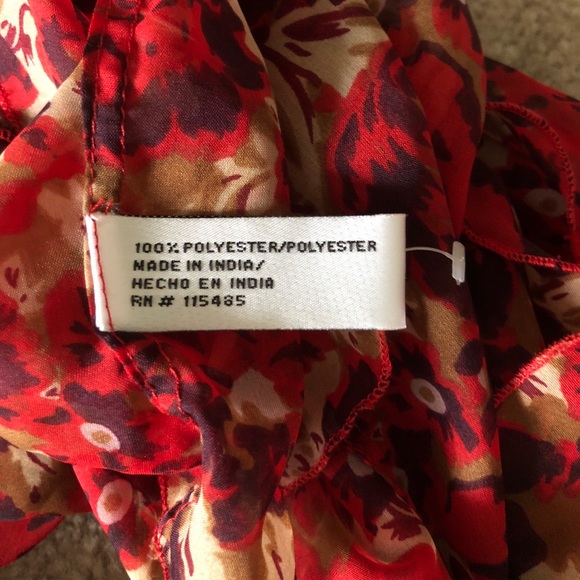 100% POLYESTER/POLYESTER
MADE IN INDIA/
HECHO EN INDIA
RN # 115485